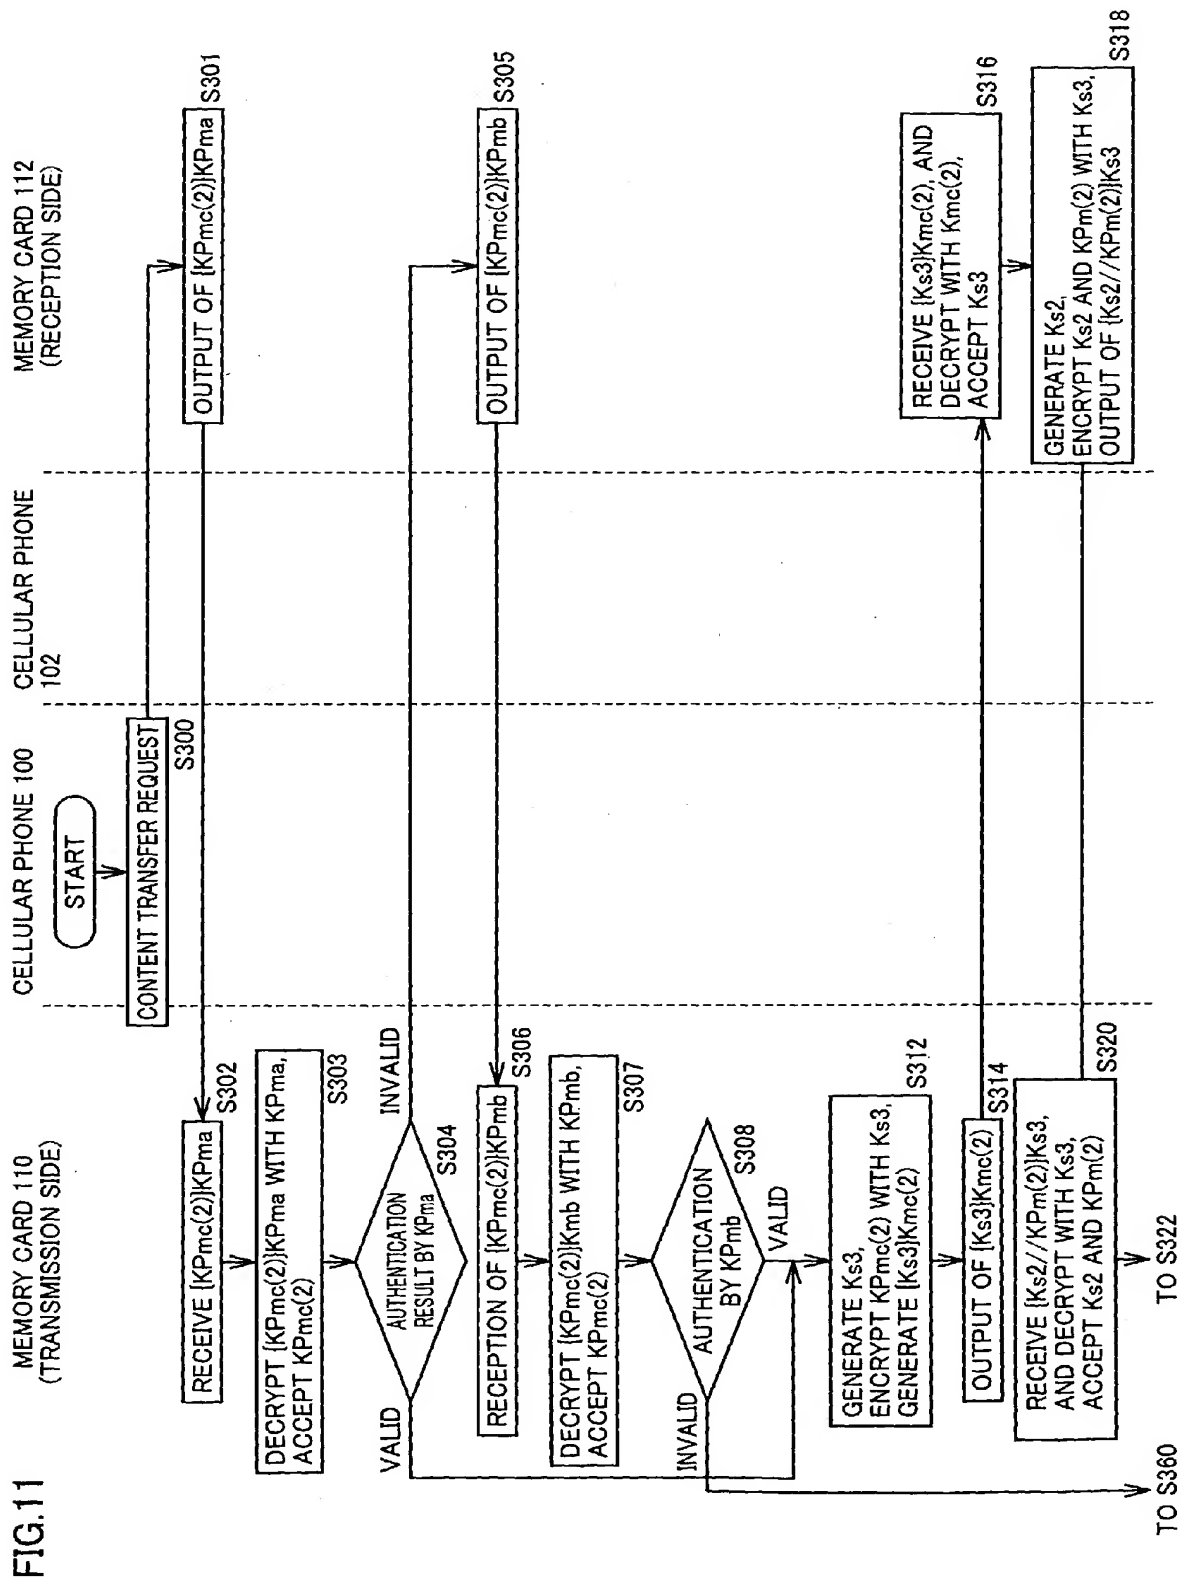 FIG.11
MEMORY CARD 110
(TRANSMISSION SIDE)
CELLULAR PHONE 100
CELLULAR PHONE
102
MEMORY CARD 112
(RECEPTION SIDE)
START
CONTENT TRANSFER REQUEST
S300
OUTPUT OF {KPmc(2)}KPma
S301
RECEIVE {KPmc(2)}KPma
S302
DECRYPT {KPmc(2)}KPma WITH KPma,
ACCEPT KPmc(2)
S303
AUTHENTICATION
RESULT BY KPma
S304
VALID
INVALID
OUTPUT OF {KPmc(2)}KPmb
S305
RECEPTION OF {KPmc(2)}KPmb
S306
DECRYPT {KPmc(2)}Kmb WITH KPmb,
ACCEPT KPmc(2)
S307
AUTHENTICATION
BY KPmb
S308
INVALID
VALID
GENERATE Ks3,
ENCRYPT KPmc(2) WITH Ks3,
GENERATE {Ks3}Kmc(2)
S312
OUTPUT OF {Ks3}Kmc(2)
S314
RECEIVE {Ks3}Kmc(2), AND
DECRYPT WITH Kmc(2),
ACCEPT Ks3
S316
GENERATE Ks2,
ENCRYPT Ks2 AND KPm(2) WITH Ks3,
OUTPUT OF {Ks2//KPm(2)}Ks3
S318
RECEIVE {Ks2//KPm(2)}Ks3,
AND DECRYPT WITH Ks3,
ACCEPT Ks2 AND KPm(2)
S320
TO S360
TO S322